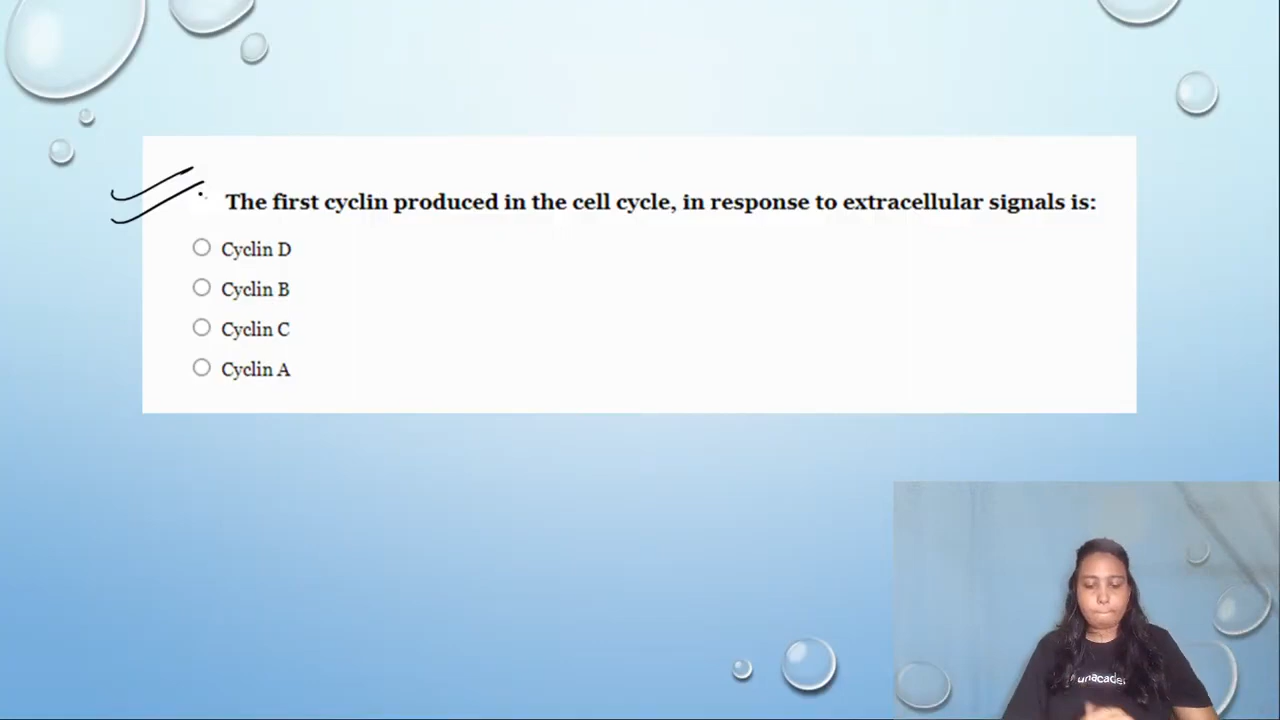 The first cyclin produced in the cell cycle, in response to extracellular signals is:
Cyclin D
Cyclin B
Cyclin C
Cyclin A